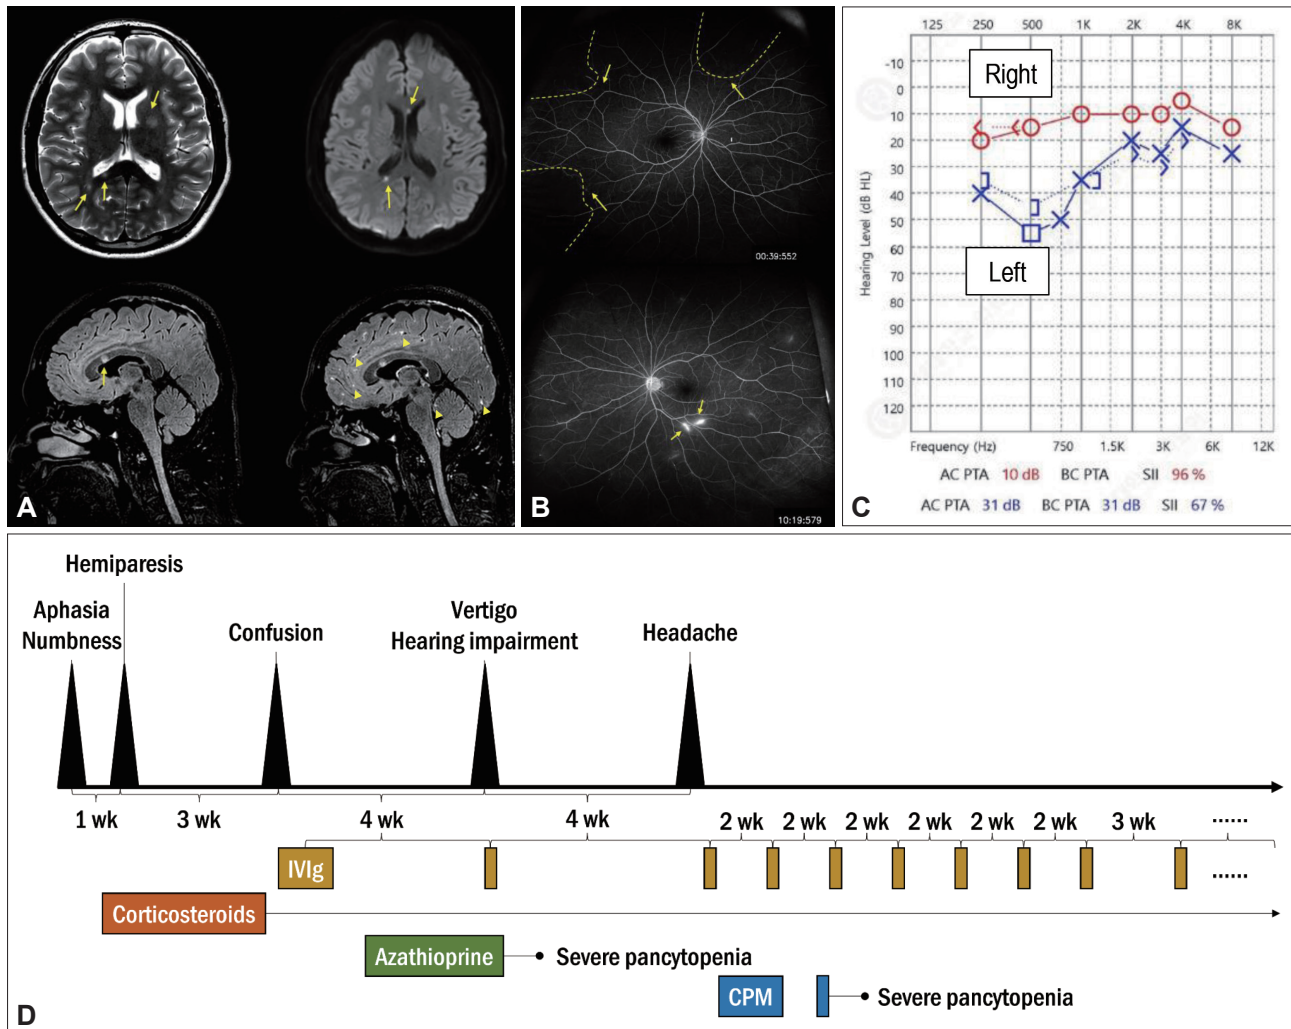 A
B
00:39:552
10:19:579
C
125 250 500 1K 2K 4K 8K
-10
0
10
20
30
40
50
60
70
80
90
100
110
120
Hearing Level (dB HL)
Right
Left
Frequency (Hz) 750 1.5K 3K 6K 12K
AC PTA 10 dB BC PTA SII 96 %
AC PTA 31 dB BC PTA 31 dB SII 67 %
D
Hemiparesis
Aphasia
Numbness
Confusion
Vertigo
Hearing impairment
Headache
1 wk 3 wk 4 wk 4 wk 2 wk 2 wk 2 wk 2 wk 2 wk 2 wk 3 wk ......
IVIg ......
Corticosteroids
Azathioprine Severe pancytopenia
CPM Severe pancytopenia